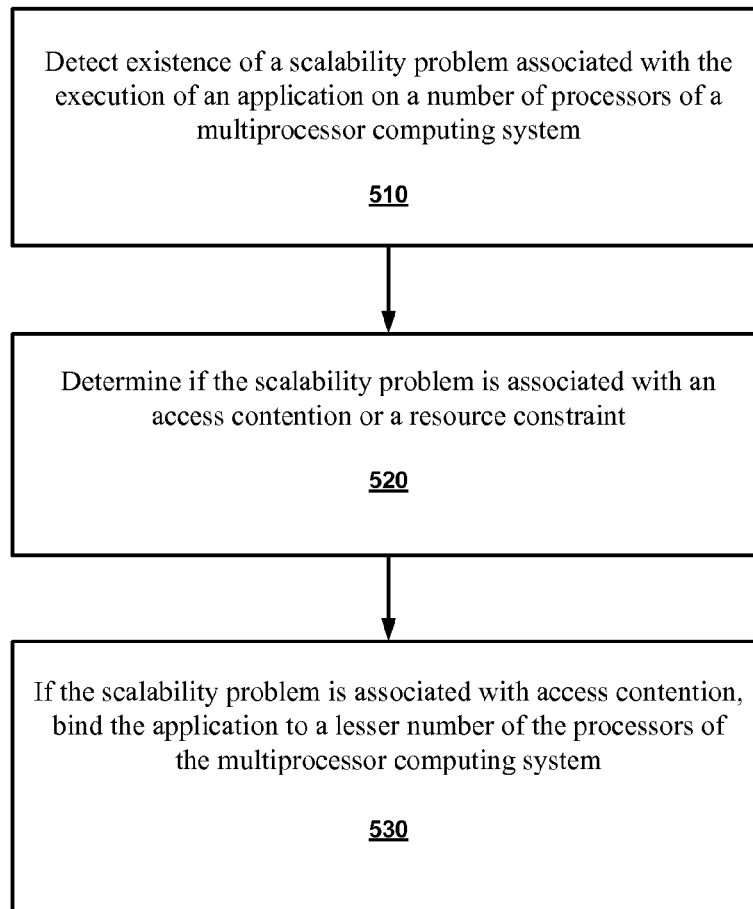 Detect existence of a scalability problem associated with the
execution of an application on a number of processors of a
multiprocessor computing system
510
Determine if the scalability problem is associated with an
access contention or a resource constraint
520
If the scalability problem is associated with access contention,
bind the application to a lesser number of the processors of
the multiprocessor computing system
530